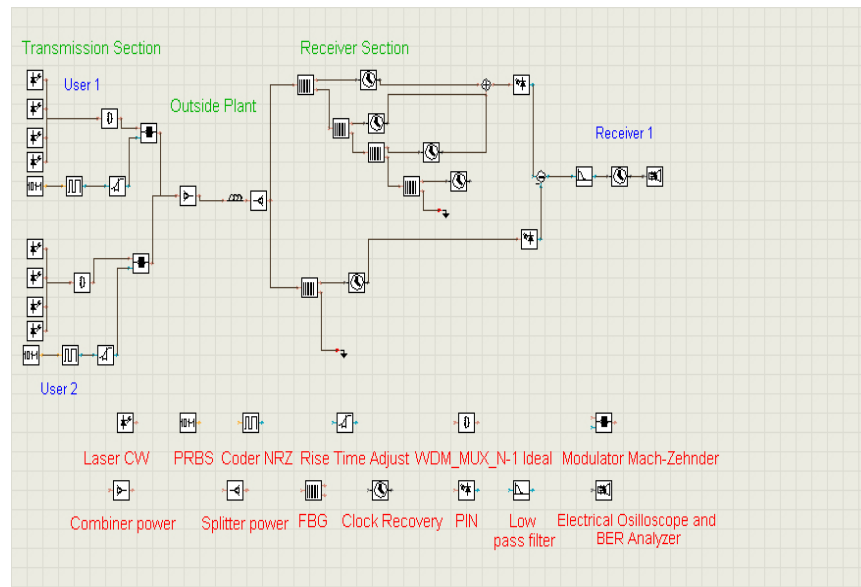 Transmission Section
Receiver Section
User 1
Outside Plant
Receiver 1
User 2
Laser CW
PRBS
Coder NRZ
Rise Time Adjust
WDM_MUX_N-1 Ideal
Modulator Mach-Zehnder
Combiner power
Splitter power
FBG
Clock Recovery
PIN
Low
pass filter
Electrical Osilloscope and
BER Analyzer